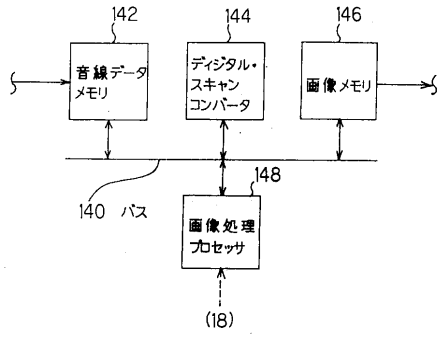 142
144
146
音線データ
メモリ
ディジタル・
スキャン
コンバータ
画像メモリ
140 バス
148
画像処理
プロセッサ
(18)